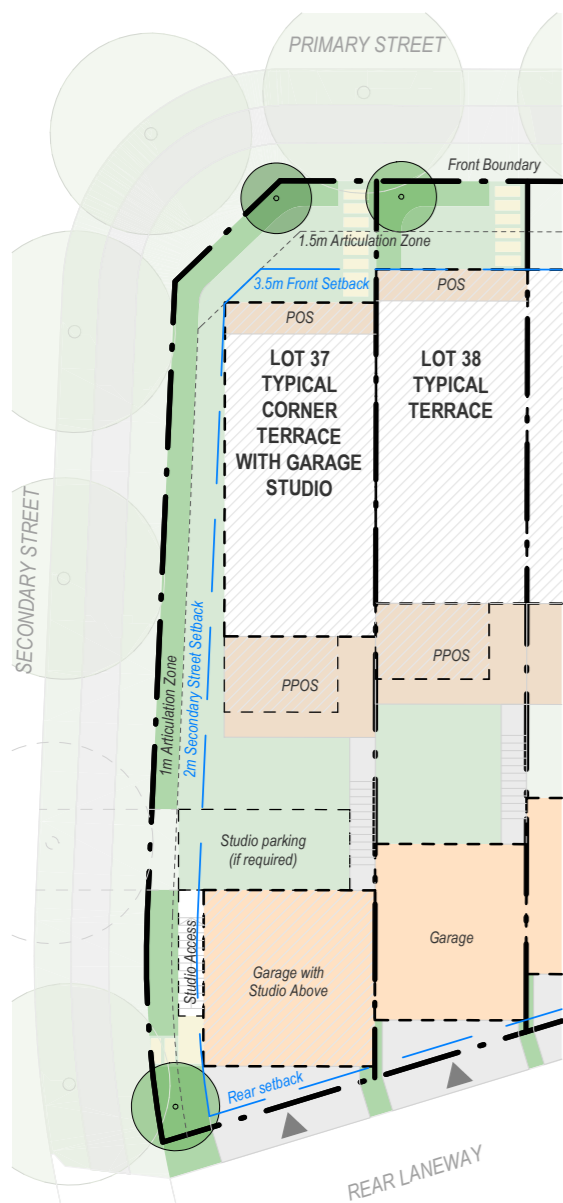 PRIMARY STREET
Front Boundary
1.5m Articulation Zone
3.5m Front Setback
POS
POS
LOT 37
TYPICAL
CORNER
TERRACE
WITH GARAGE
STUDIO
LOT 38
TYPICAL
TERRACE
SECONDARY STREET
1m Articulation Zone
2m Secondary Street Setback
PPOS
PPOS
Studio parking
(if required)
Studio Access
Garage with
Studio Above
Garage
Rear setback
REAR LANEWAY